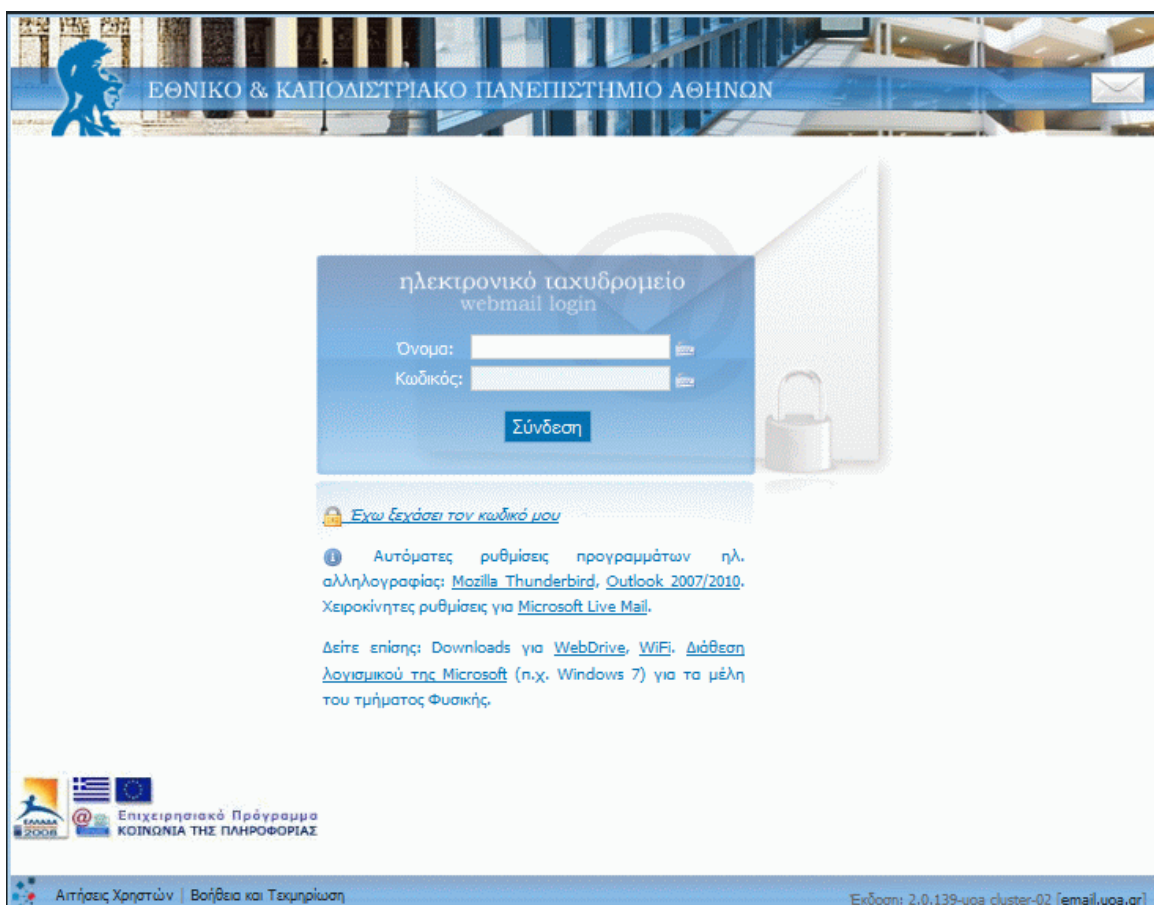 ΕΘΝΙΚΟ & ΚΑΠΟΔΙΣΤΡΙΑΚΟ ΠΑΝΕΠΙΣΤΗΜΙΟ ΑΘΗΝΩΝ
ηλεκτρονικό ταχυδρομείο
webmail login
Όνομα:
Κωδικός:
Σύνδεση
Έχω ξεχάσει τον κωδικό μου
Αυτόματες ρυθμίσεις προγραμμάτων ηλ.
αλληλογραφίας: Mozilla Thunderbird, Outlook 2007/2010.
Χειροκίνητες ρυθμίσεις για Microsoft Live Mail.
Δείτε επίσης: Downloads για WebDrive, WiFi. Διάθεση
λογισμικού της Microsoft (π.χ. Windows 7) για τα μέλη
του τμήματος Φυσικής.
Επιχειρησιακό Πρόγραμμα
ΚΟΙΝΩΝΙΑ ΤΗΣ ΠΛΗΡΟΦΟΡΙΑΣ
ΕΛΛΑΔΑ
2008
Αιτήσεις Χρηστών | Βοήθεια και Τεκμηρίωση
Έκδοση: 2.0.139-uoa cluster-02 [email.uoa.gr]